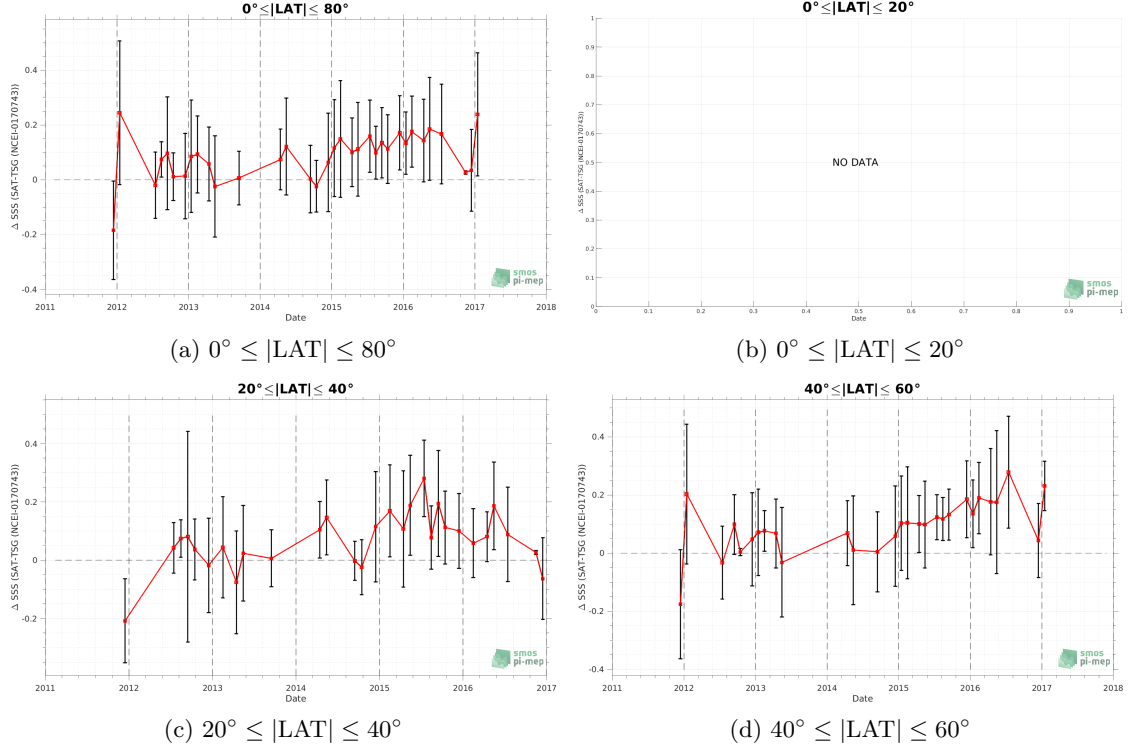 0°≤|LAT|≤ 80°
Δ SSS (SAT-TSG (NCEI-0170743))
0.4
0.2
0
-0.2
-0.4
2011 2012 2013 2014 2015 2016 2017 2018
Date
smos
pi-mep
(a) 0° ≤ |LAT| ≤ 80°
0°≤|LAT|≤ 20°
Δ SSS (SAT-TSG (NCEI-0170743))
1
0.9
0.8
0.7
0.6
0.5
0.4
0.3
0.2
0.1
0
NO DATA
0 0.1 0.2 0.3 0.4 0.5 0.6 0.7 0.8 0.9 1
Date
smos
pi-mep
(b) 0° ≤ |LAT| ≤ 20°
20°≤|LAT|≤ 40°
Δ SSS (SAT-TSG (NCEI-0170743))
0.4
0.2
0
-0.2
2011 2012 2013 2014 2015 2016 2017
Date
smos
pi-mep
(c) 20° ≤ |LAT| ≤ 40°
40°≤|LAT|≤ 60°
Δ SSS (SAT-TSG (NCEI-0170743))
0.4
0.2
0
-0.2
-0.4
2011 2012 2013 2014 2015 2016 2017 2018
Date
smos
pi-mep
(d) 40° ≤ |LAT| ≤ 60°